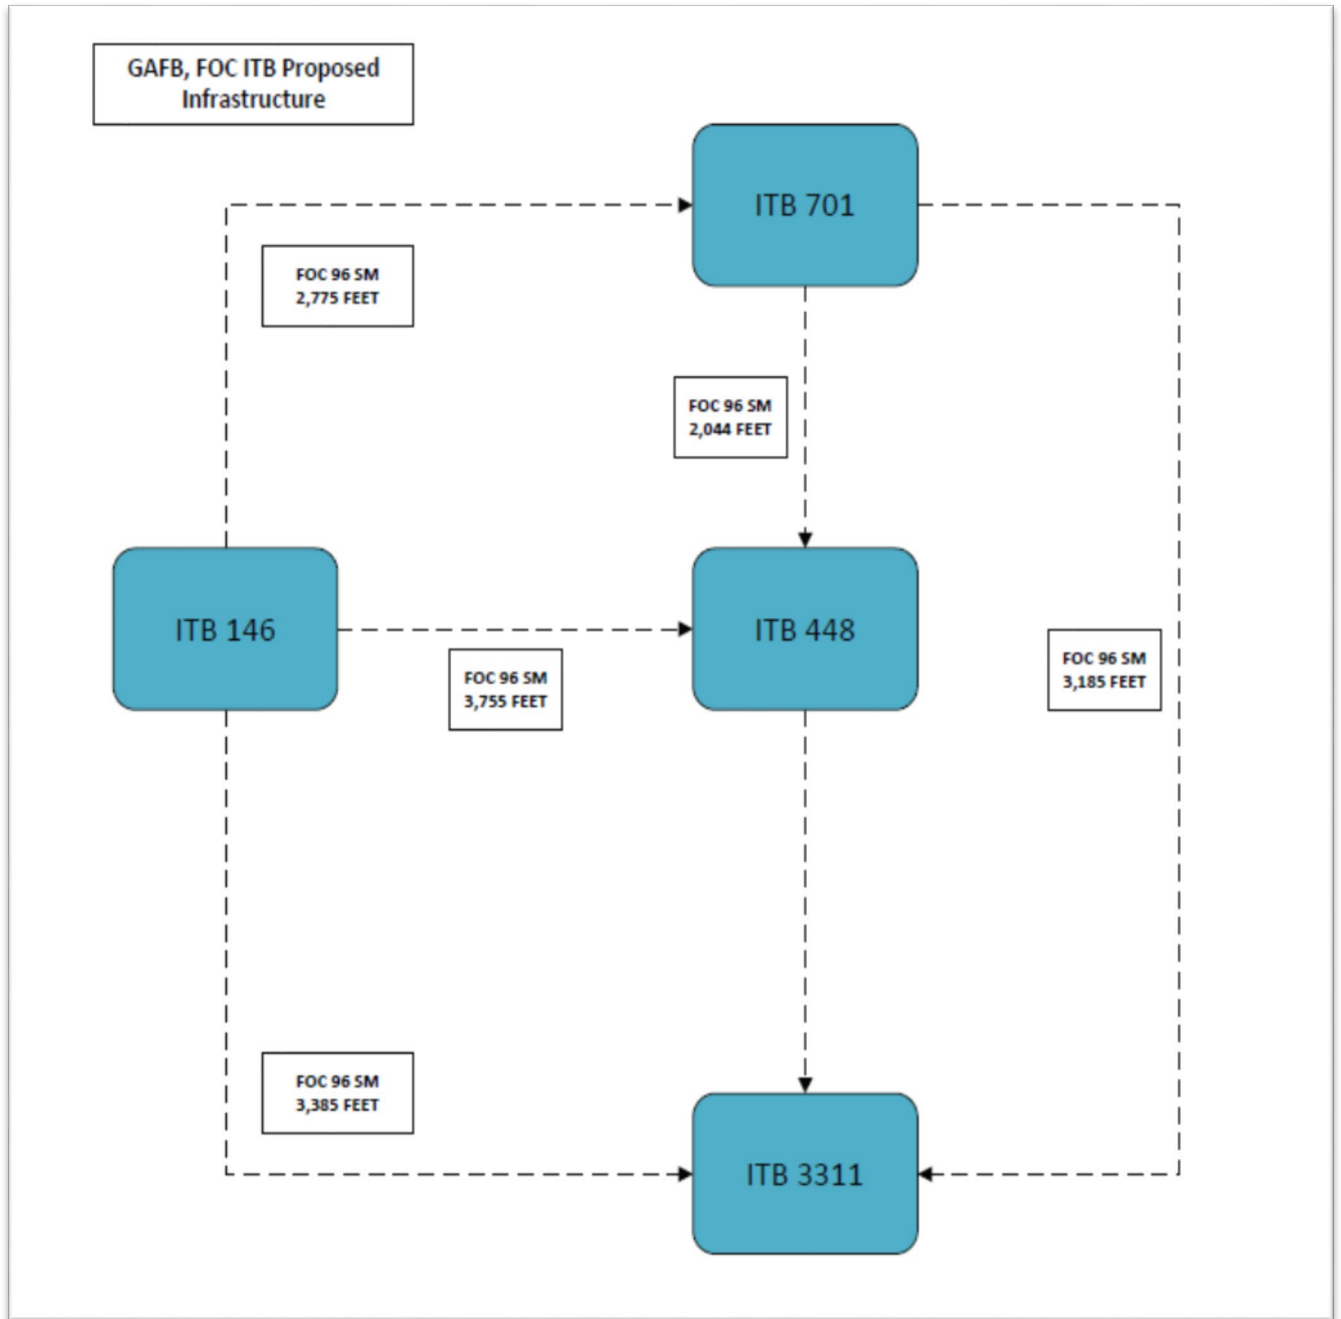 GAFB, FOC ITB Proposed
Infrastructure
ITB 701
FOC 96 SM
2,775 FEET
FOC 96 SM
2,044 FEET
ITB 146
ITB 448
FOC 96 SM
3,755 FEET
FOC 96 SM
3,185 FEET
FOC 96 SM
3,385 FEET
ITB 3311